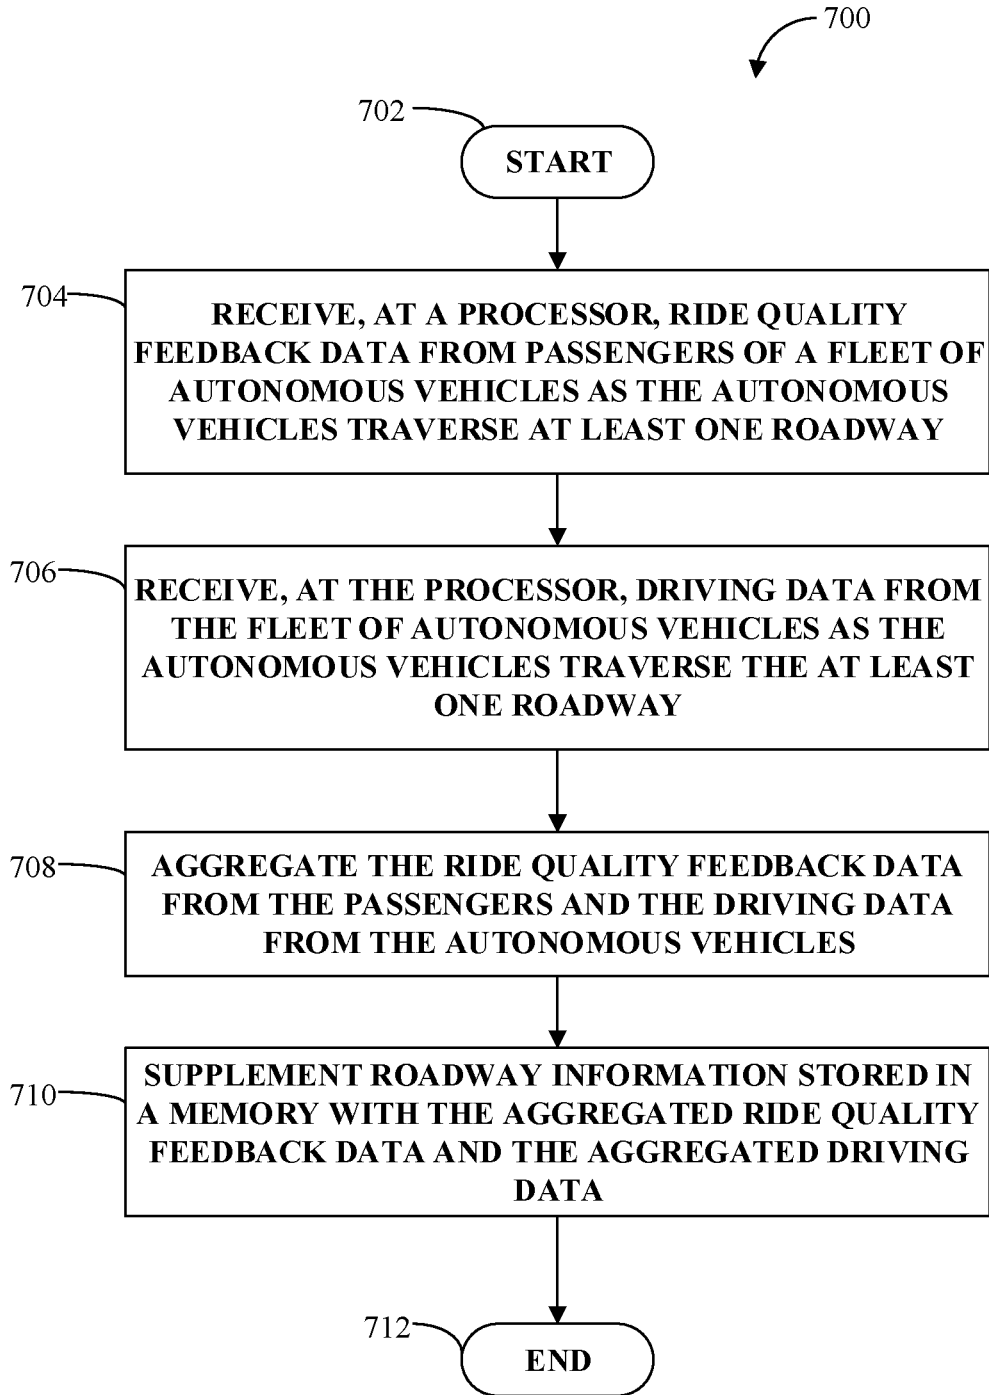 700
702
START
704
RECEIVE, AT A PROCESSOR, RIDE QUALITY
FEEDBACK DATA FROM PASSENGERS OF A FLEET OF
AUTONOMOUS VEHICLES AS THE AUTONOMOUS
VEHICLES TRAVERSE AT LEAST ONE ROADWAY
706
RECEIVE, AT THE PROCESSOR, DRIVING DATA FROM
THE FLEET OF AUTONOMOUS VEHICLES AS THE
AUTONOMOUS VEHICLES TRAVERSE THE AT LEAST
ONE ROADWAY
708
AGGREGATE THE RIDE QUALITY FEEDBACK DATA
FROM THE PASSENGERS AND THE DRIVING DATA
FROM THE AUTONOMOUS VEHICLES
710
SUPPLEMENT ROADWAY INFORMATION STORED IN
A MEMORY WITH THE AGGREGATED RIDE QUALITY
FEEDBACK DATA AND THE AGGREGATED DRIVING
DATA
712
END